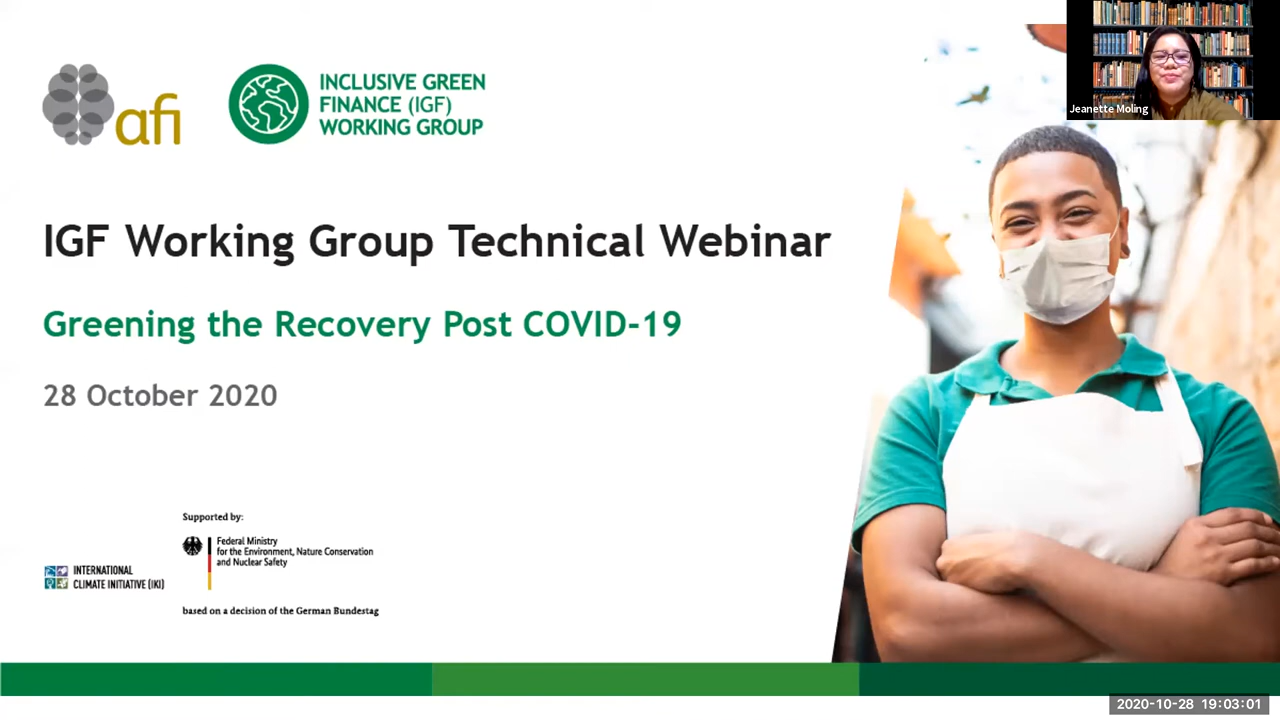 afi
INCLUSIVE GREEN
FINANCE (IGF)
WORKING GROUP
Jeanette Moling
IGF Working Group Technical Webinar
Greening the Recovery Post COVID-19
28 October 2020
Supported by:
Federal Ministry
for the Environment, Nature Conservation
and Nuclear Safety
INTERNATIONAL
CLIMATE INITIATIVE (IKI)
based on a decision of the German Bundestag
2020-10-28 19:03:01